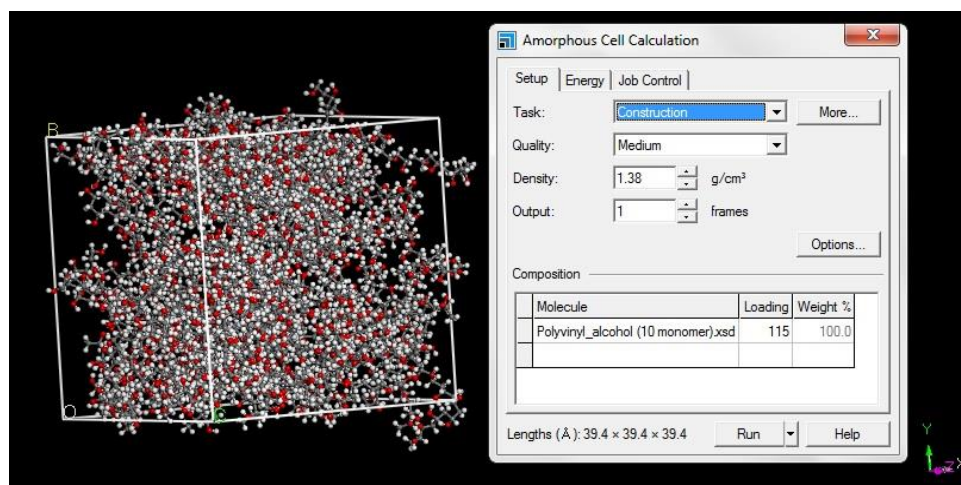 Amorphous Cell Calculation
Setup Energy Job Control
Task: Construction More...
Quality: Medium
Density: 1.38 g/cm³
Output: 1 frames
Options...
Composition
Molecule Loading Weight %
Polyvinyl_alcohol (10 monomer).xsd 115 100.0
Lengths (Å): 39.4 x 39.4 x 39.4 Run Help
B
O
C
Y
Z X